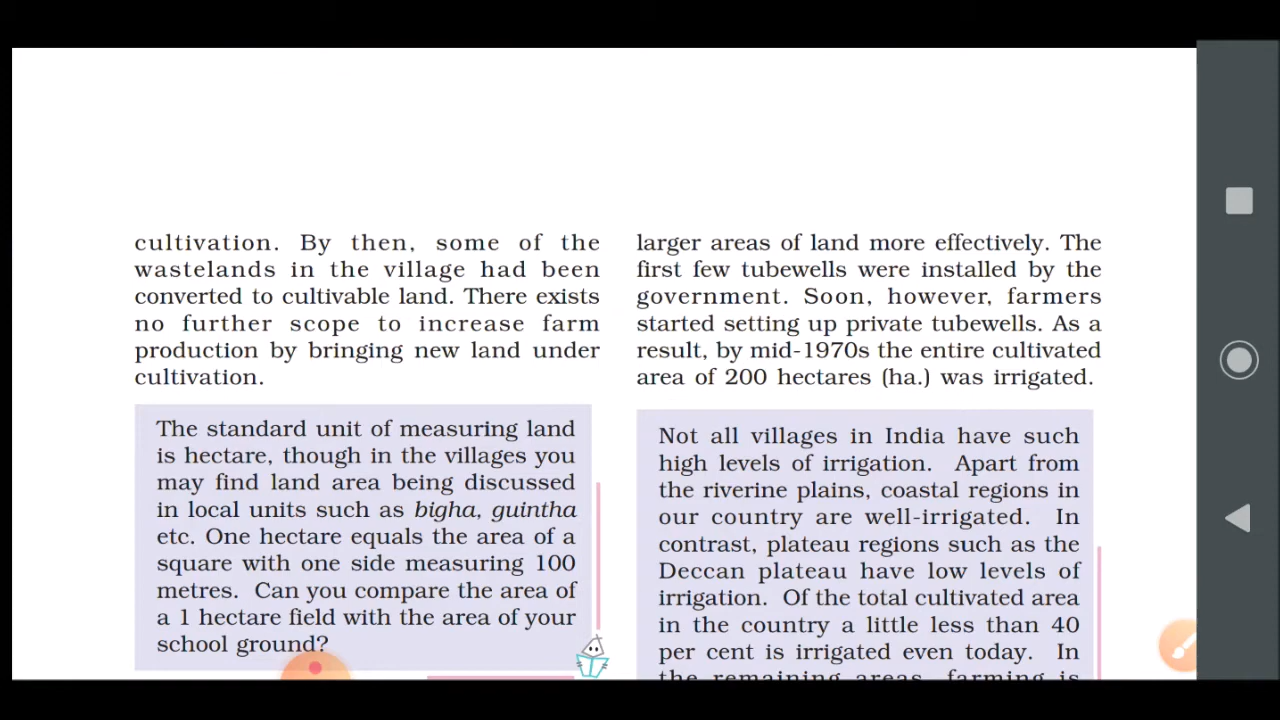 cultivation. By then, some of the
wastelands in the village had been
converted to cultivable land. There exists
no further scope to increase farm
production by bringing new land under
cultivation.
The standard unit of measuring land
is hectare, though in the villages you
may find land area being discussed
in local units such as bigha, guintha
etc. One hectare equals the area of a
square with one side measuring 100
metres. Can you compare the area of
a 1 hectare field with the area of your
school ground?
larger areas of land more effectively. The
first few tubewells were installed by the
government. Soon, however, farmers
started setting up private tubewells. As a
result, by mid-1970s the entire cultivated
area of 200 hectares (ha.) was irrigated.
Not all villages in India have such
high levels of irrigation. Apart from
the riverine plains, coastal regions in
our country are well-irrigated. In
contrast, plateau regions such as the
Deccan plateau have low levels of
irrigation. Of the total cultivated area
in the country a little less than 40
per cent is irrigated even today. In
the remaining areas, farming is